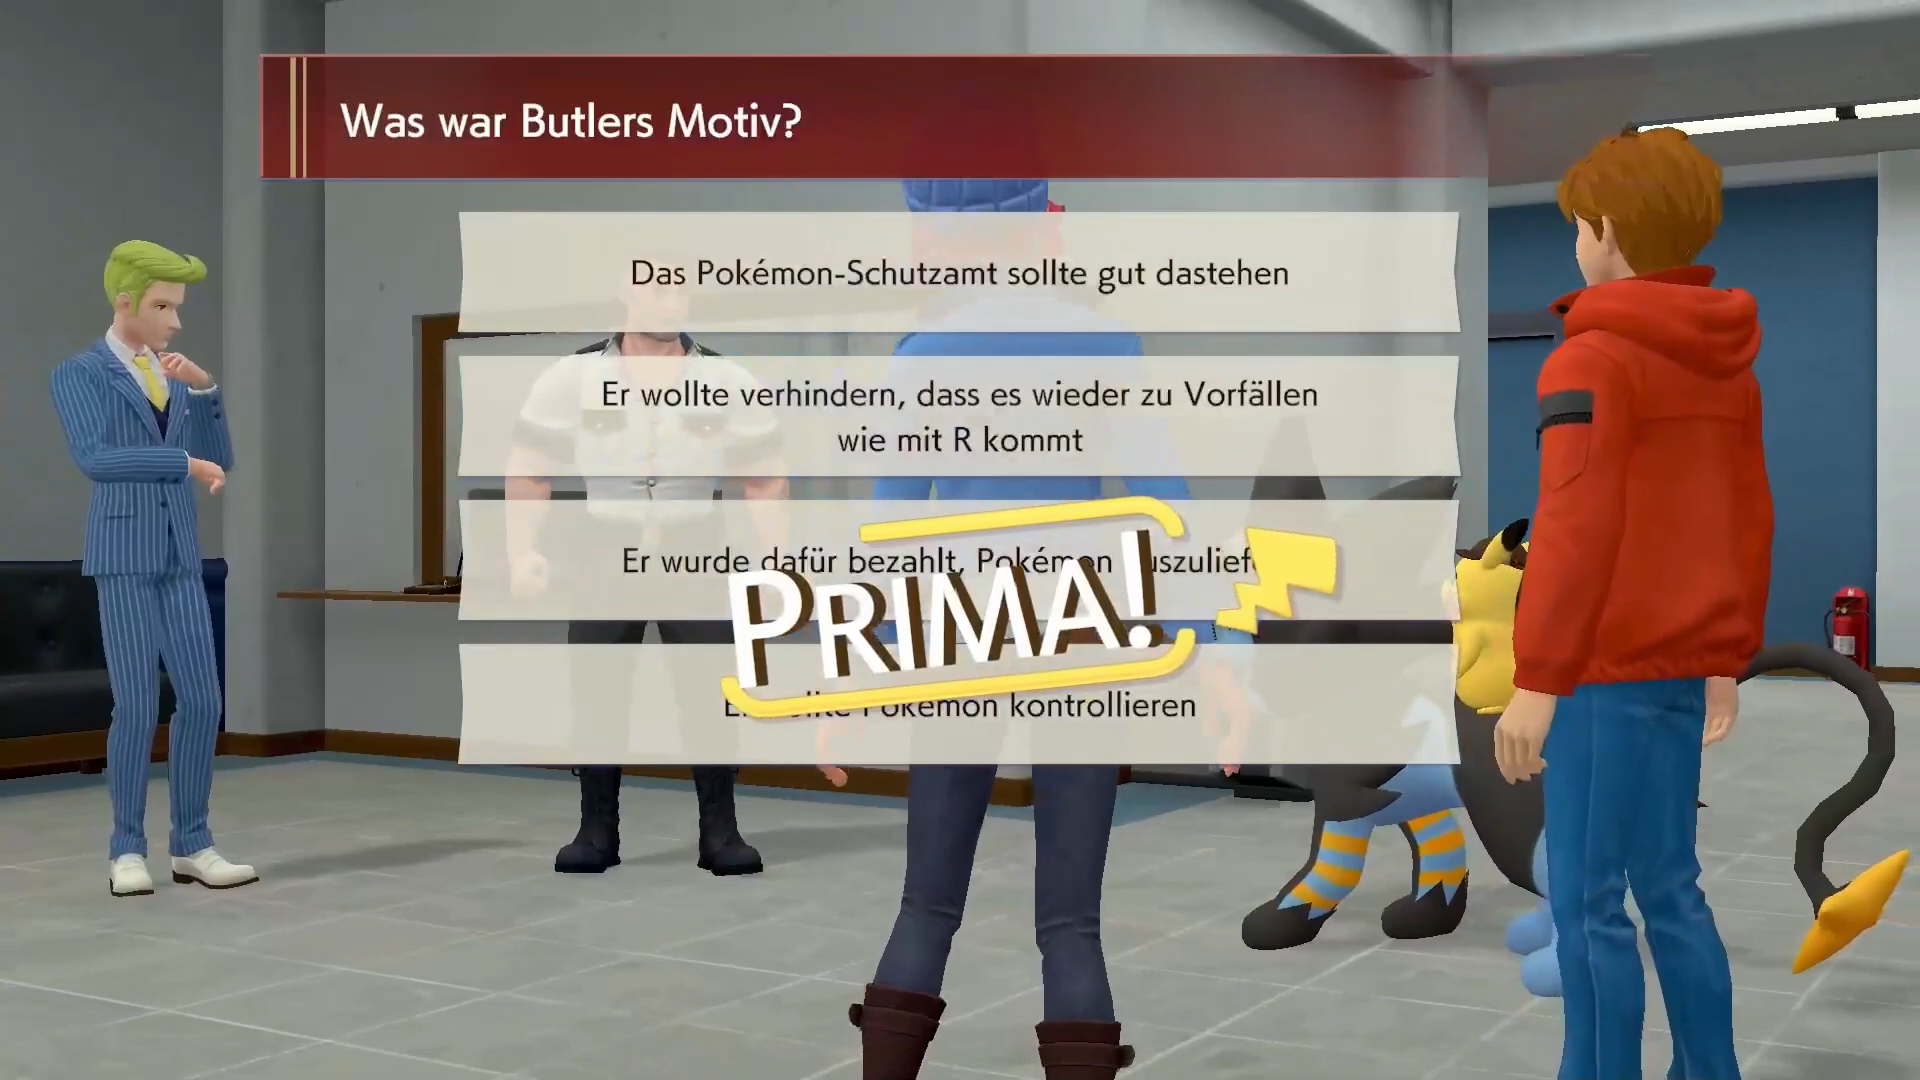 Was war Butlers Motiv?
Das Pokémon-Schutzamt sollte gut dastehen
Er wollte verhindern, dass es wieder zu Vorfällen
wie mit R kommt
Er wurde dafür bezahlt, Pokémon
PRIMA!
Pokémon kontrollieren